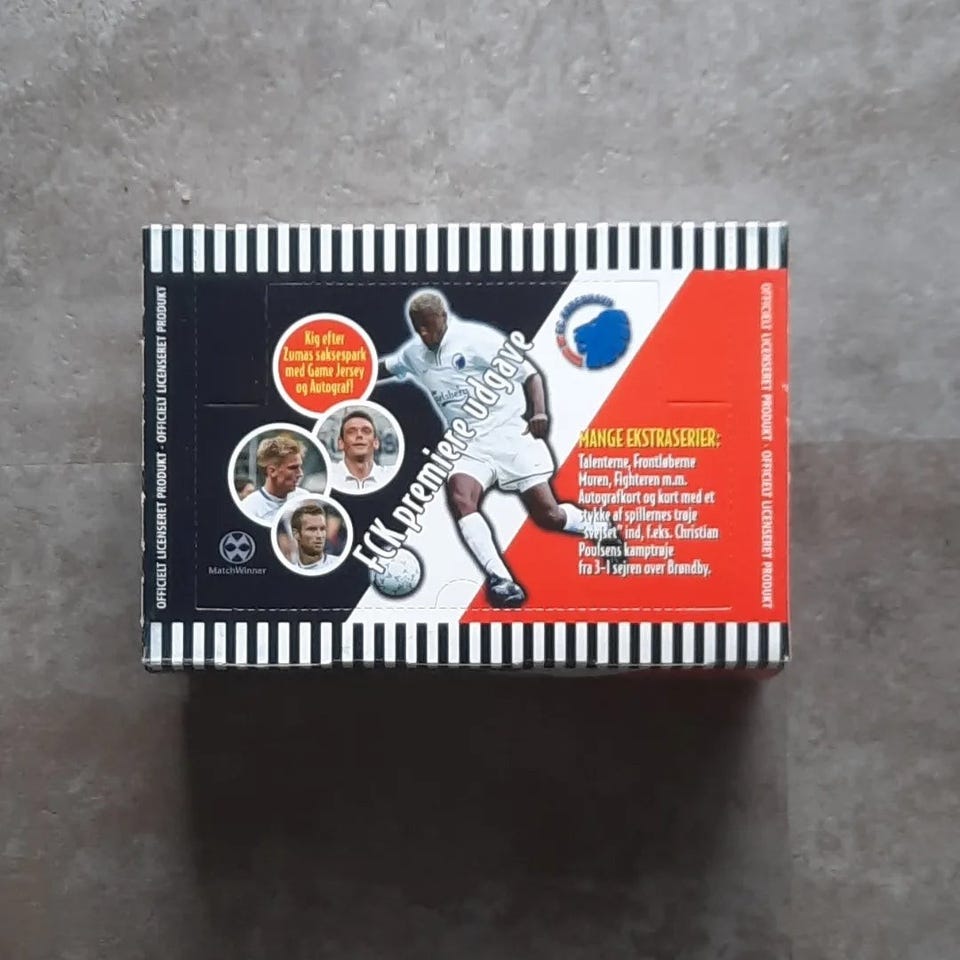 OFFICIELT LICENSERET PRODUKT · OFFICIELT LICENSERET PRODUKT
Kig efter
Zumas saksespark
med Game Jersey
og Autograf!
MatchWinner
FCK premiere udgave
Carlsberg
F.C. KØBENHAVN
MANGE EKSTRASERIER:
Talenterne, Frontløberne
Muren, Fighteren m.m.
Autografkort og kort med et
stykke af spillernes trøje
"svejset" ind, f.eks. Christian
Poulsens kamptrøje
fra 3-1 sejren over Brøndby.
OFFICIELT LICENSERET PRODUKT · OFFICIELT LICENSERET PRODUKT